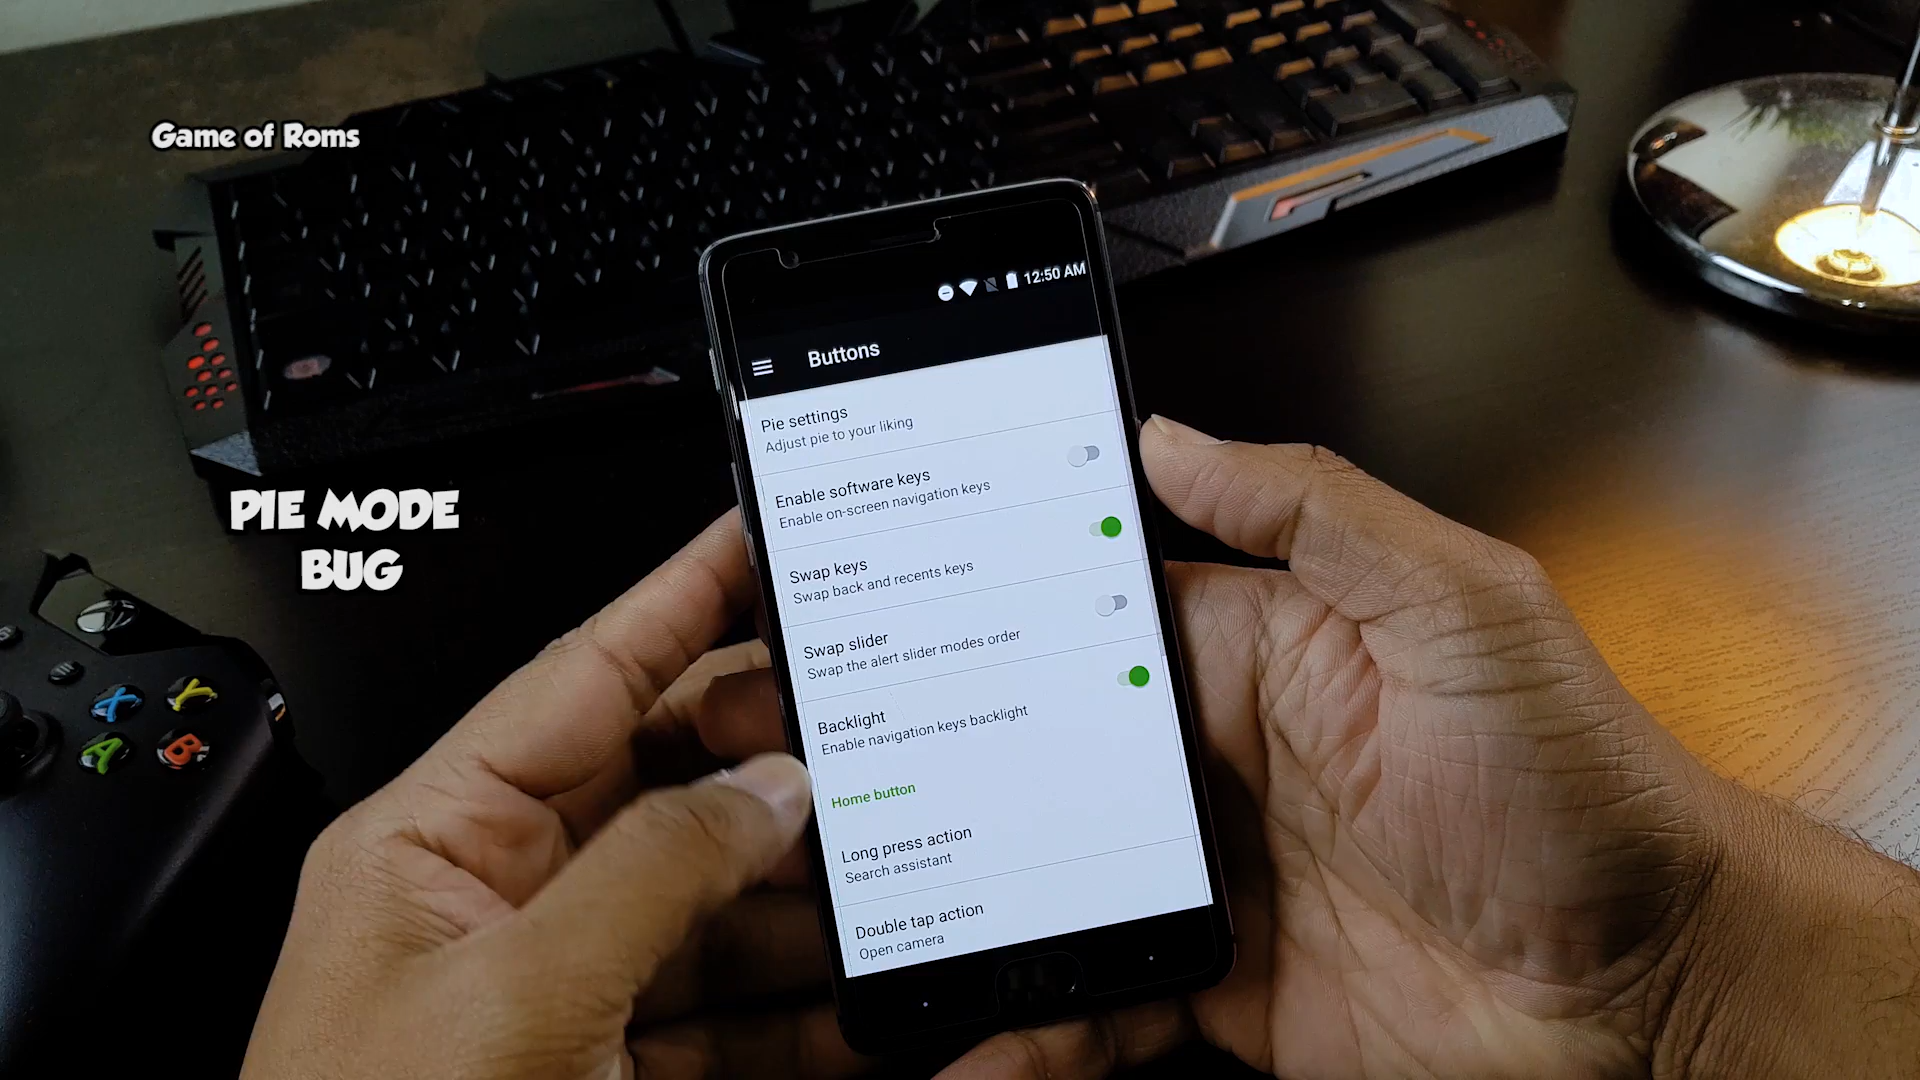 Game of Roms
PIE MODE
BUG
12:50 AM
Buttons
Pie settings
Adjust pie to your liking
Enable software keys
Enable on-screen navigation keys
Swap keys
Swap back and recents keys
Swap slider
Swap the alert slider modes order
Backlight
Enable navigation keys backlight
Home button
Long press action
Search assistant
Double tap action
Open camera
X
Y
A
B